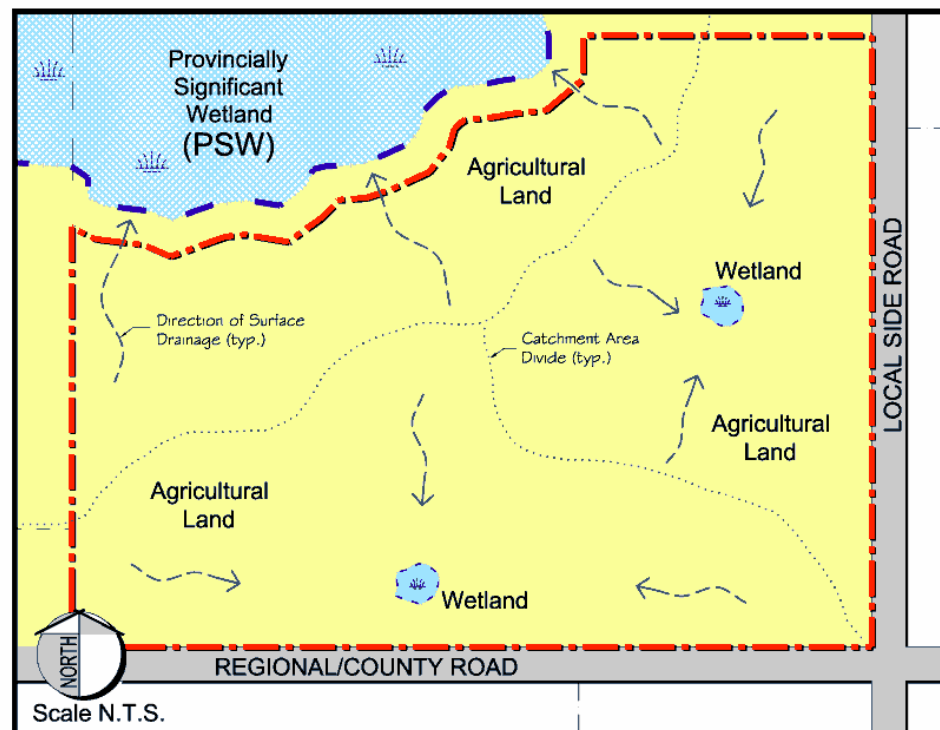 Provincially
Significant
Wetland
(PSW)
Agricultural
Land
Wetland
Direction of Surface
Drainage (typ.)
Catchment Area
Divide (typ.)
LOCAL SIDE ROAD
Agricultural
Land
Agricultural
Land
Wetland
NORTH
REGIONAL/COUNTY ROAD
Scale N.T.S.